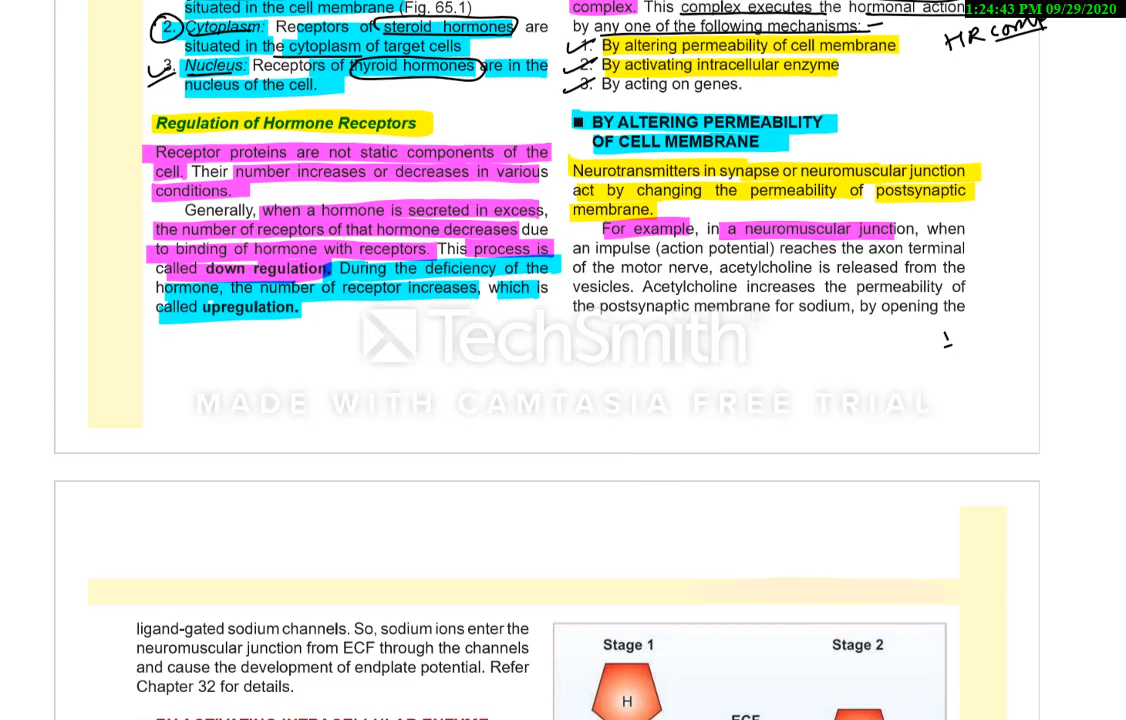 1:24:43 PM 09/29/2020
situated in the cell membrane (Fig. 65.1)
2. Cytoplasm: Receptors of steroid hormones are
situated in the cytoplasm of target cells
3. Nucleus: Receptors of thyroid hormones are in the
nucleus of the cell.
Regulation of Hormone Receptors
Receptor proteins are not static components of the
cell. Their number increases or decreases in various
conditions.
Generally, when a hormone is secreted in excess,
the number of receptors of that hormone decreases due
to binding of hormone with receptors. This process is
called down regulation. During the deficiency of the
hormone, the number of receptor increases, which is
called upregulation.
complex. This complex executes the hormonal action
by any one of the following mechanisms:
HR
1. By altering permeability of cell membrane
2. By activating intracellular enzyme
3. By acting on genes.
■ BY ALTERING PERMEABILITY
OF CELL MEMBRANE
Neurotransmitters in synapse or neuromuscular junction
act by changing the permeability of postsynaptic
membrane.
For example, in a neuromuscular junction, when
an impulse (action potential) reaches the axon terminal
of the motor nerve, acetylcholine is released from the
vesicles. Acetylcholine increases the permeability of
the postsynaptic membrane for sodium, by opening the
TechSmith
MADE WITH CAMTASIA FREE TRIAL
ligand-gated sodium channels. So, sodium ions enter the
neuromuscular junction from ECF through the channels
and cause the development of endplate potential. Refer
Chapter 32 for details.
■ BY ACTIVATING INTRACELLULAR ENZYME
Stage 1
Stage 2
H
ECF